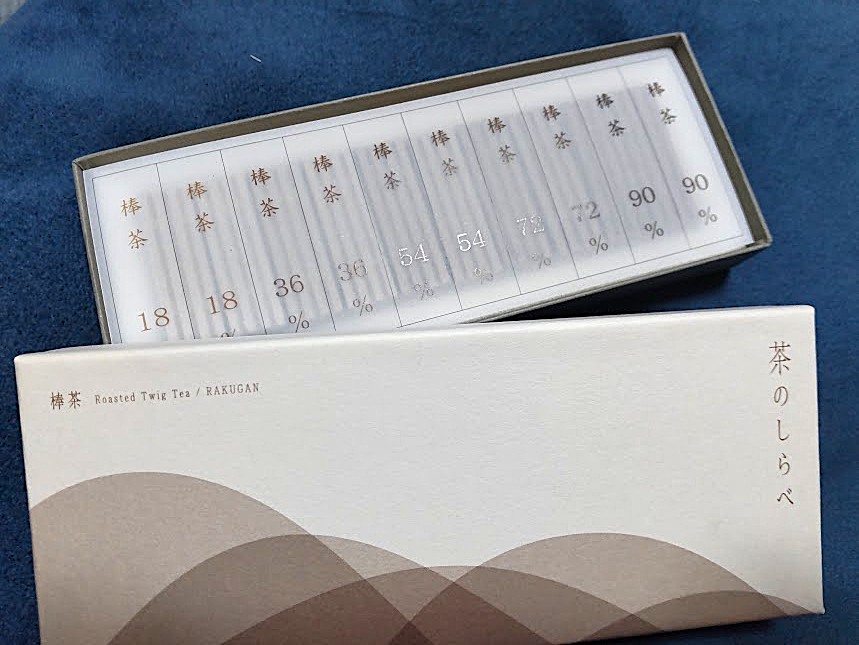 棒茶 18
棒茶 18 %
棒茶 36 %
棒茶 36 %
棒茶 54 %
棒茶 54 %
棒茶 72 %
棒茶 72 %
棒茶 90 %
棒茶 90 %
棒茶 Roasted Twig Tea / RAKUGAN
茶のしらべ